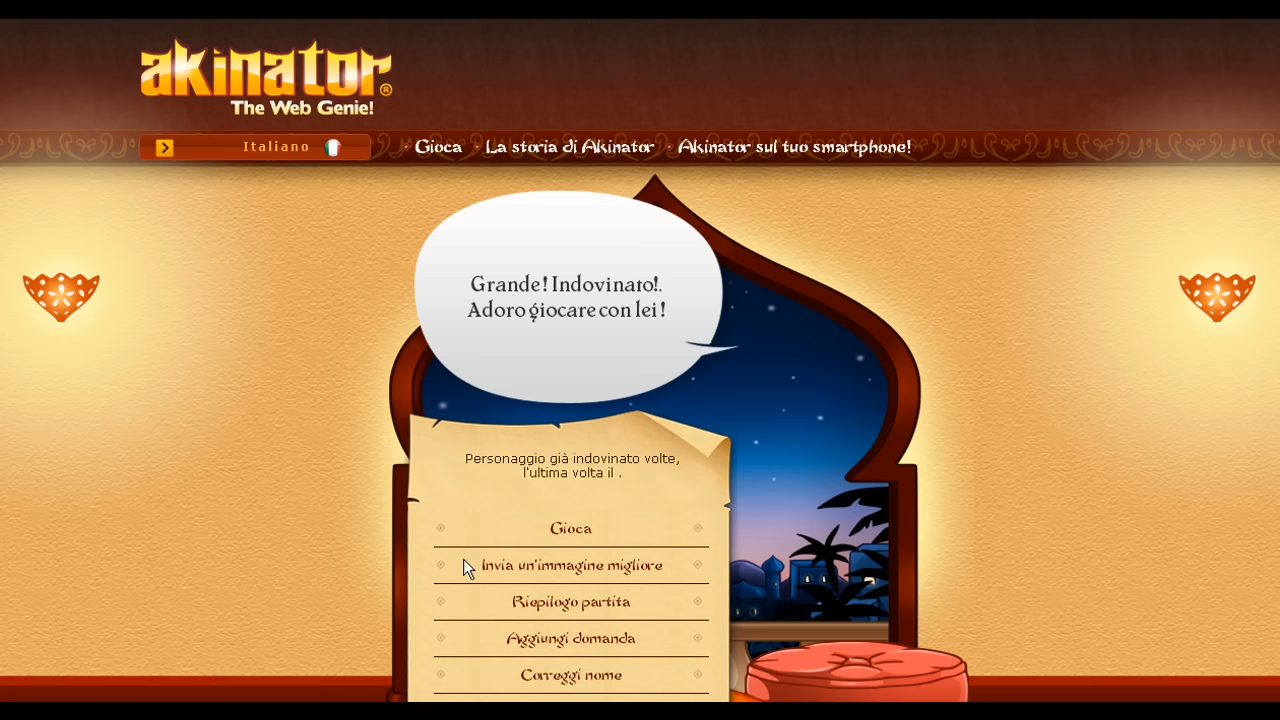 akinator®
The Web Genie!
Italiano
· Gioca · La storia di Akinator · Akinator sul tuo smartphone!
Grande! Indovinato!.
Adoro giocare con lei !
Personaggio già indovinato volte,
l'ultima volta il .
Gioca
Invia un'immagine migliore
Riepilogo partita
Aggiungi domanda
Correggi nome